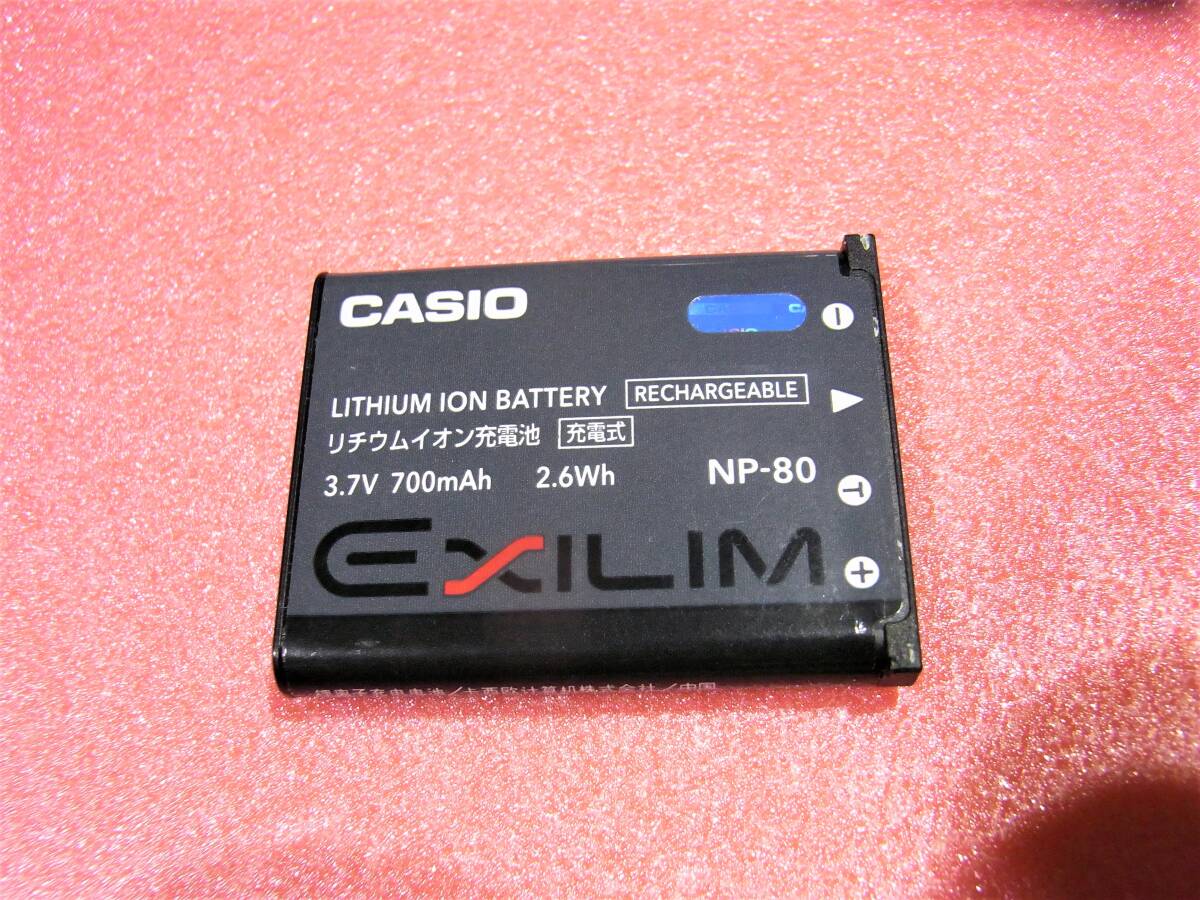 CASIO
LITHIUM ION BATTERY RECHARGEABLE
リチウムイオン充電池 充電式
3.7V 700mAh 2.6Wh NP-80
T
EXILIM